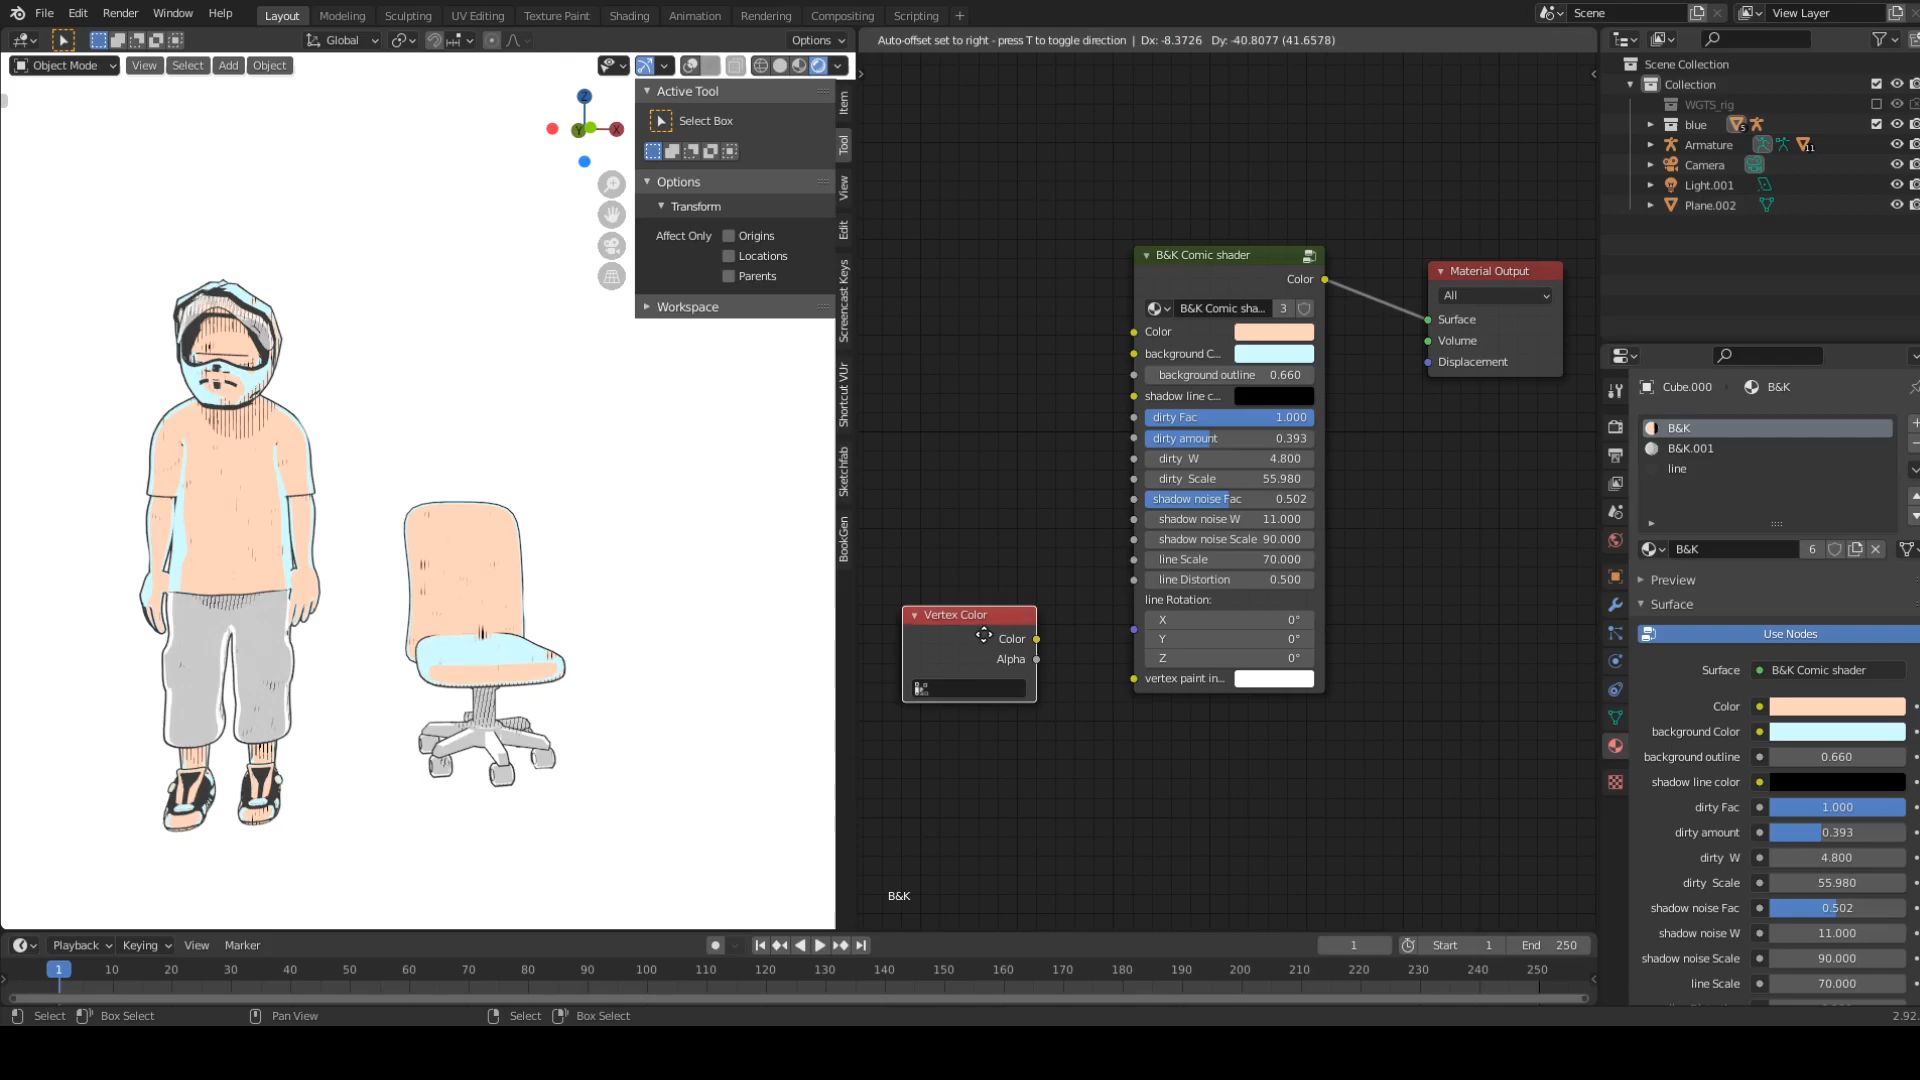 File Edit Render Window Help Layout Modeling Sculpting UV Editing Texture Paint Shading Animation Rendering Compositing Scripting + Scene View Layer
Global Options
Auto-offset set to right - press T to toggle direction | Dx: -8.3726 Dy: -40.8077 (41.6578)
Object Mode View Select Add Object
Z
Y
X
Active Tool
Select Box
Options
Transform
Affect Only Origins
Locations
Parents
Workspace
Item
Tool
View
Edit
Screencast Keys
Shortcut VUr
Sketchfab
BookGen
B&K Comic shader
Color
B&K Comic sha... 3
Color
background C...
background outline 0.660
shadow line c...
dirty Fac 1.000
dirty amount 0.393
dirty W 4.800
dirty Scale 55.980
shadow noise Fac 0.502
shadow noise W 11.000
shadow noise Scale 90.000
line Scale 70.000
line Distortion 0.500
line Rotation:
X 0°
Y 0°
Z 0°
vertex paint in...
Material Output
All
Surface
Volume
Displacement
Vertex Color
Color
Alpha
B&K
Scene Collection
Collection
WGTS_rig
blue 5
Armature 11
Camera
Light.001
Plane.002
Cube.000 B&K
B&K
B&K.001
line
B&K 6
Preview
Surface
Use Nodes
Surface B&K Comic shader
Color
background Color
background outline 0.660
shadow line color
dirty Fac 1.000
dirty amount 0.393
dirty W 4.800
dirty Scale 55.980
shadow noise Fac 0.502
shadow noise W 11.000
shadow noise Scale 90.000
line Scale 70.000
Playback Keying View Marker 1 Start 1 End 250
1 10 20 30 40 50 60 70 80 90 100 110 120 130 140 150 160 170 180 190 200 210 220 230 240 250
Select Box Select Pan View Select Box Select 2.92.